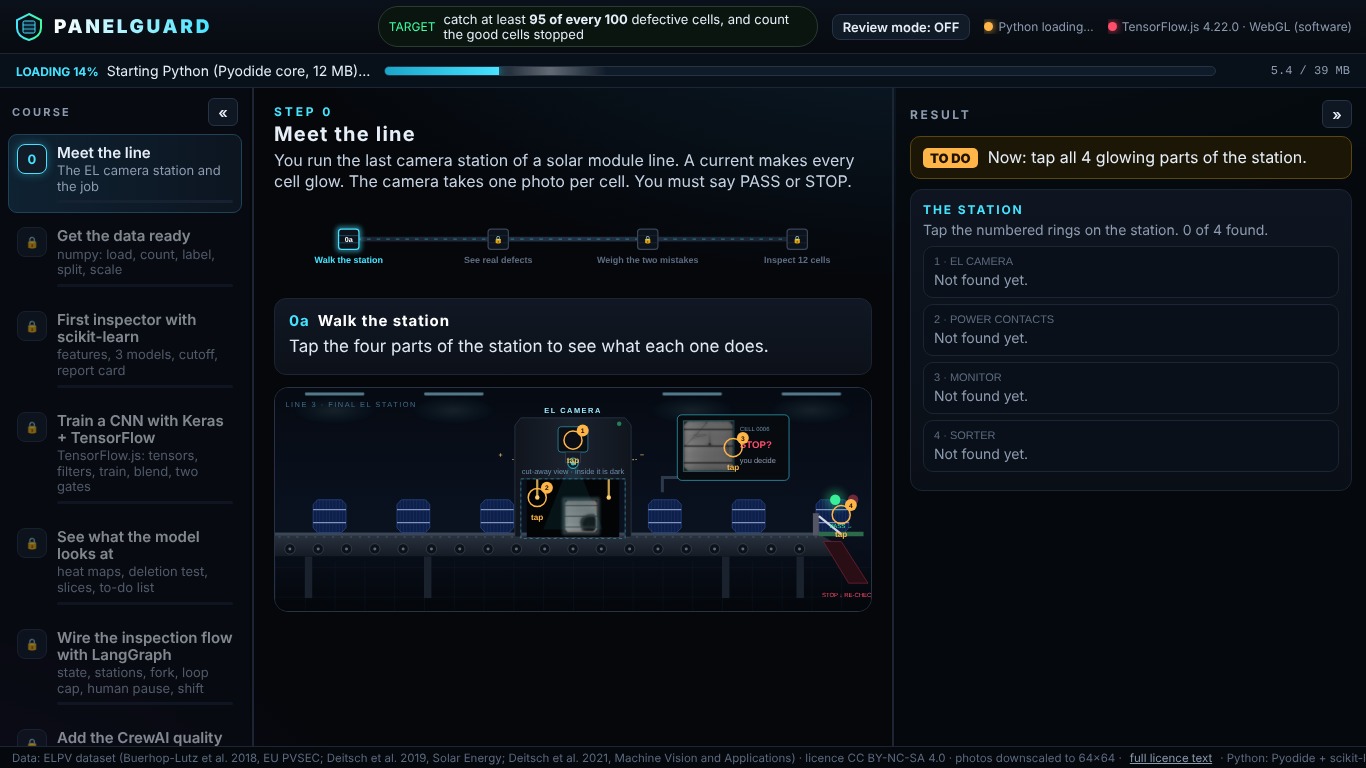 PANELGUARD
TARGET
catch at least 95 of every 100 defective cells, and count
the good cells stopped
Review mode: OFF
Python loading...
TensorFlow.js 4.22.0 · WebGL (software)
LOADING 14%
Starting Python (Pyodide core, 12 MB)...
5.4 / 39 MB
COURSE
«
0
Meet the line
The EL camera station and
the job
Get the data ready
numpy: load, count, label,
split, scale
First inspector with
scikit-learn
features, 3 models, cutoff,
report card
Train a CNN with Keras
+ TensorFlow
TensorFlow.js: tensors,
filters, train, blend, two
gates
See what the model
looks at
heat maps, deletion test,
slices, to-do list
Wire the inspection flow
with LangGraph
state, stations, fork, loop
cap, human pause, shift
Add the CrewAI quality
STEP 0
Meet the line
You run the last camera station of a solar module line. A current makes every
cell glow. The camera takes one photo per cell. You must say PASS or STOP.
0a
Walk the station
See real defects
Weigh the two mistakes
Inspect 12 cells
0a Walk the station
Tap the four parts of the station to see what each one does.
LINE 3 · FINAL EL STATION
EL CAMERA
1
tap
+
−
cut-away view · inside it is dark
2
tap
CELL 0006
3
STOP?
you decide
tap
4
tap
STOP ↓ RE-CHEC
RESULT
»
TO DO
Now: tap all 4 glowing parts of the station.
THE STATION
Tap the numbered rings on the station. 0 of 4 found.
1 · EL CAMERA
Not found yet.
2 · POWER CONTACTS
Not found yet.
3 · MONITOR
Not found yet.
4 · SORTER
Not found yet.
Data: ELPV dataset (Buerhop-Lutz et al. 2018, EU PVSEC; Deitsch et al. 2019, Solar Energy; Deitsch et al. 2021, Machine Vision and Applications) · licence CC BY-NC-SA 4.0 · photos downscaled to 64×64 · full licence text · Python: Pyodide + scikit-